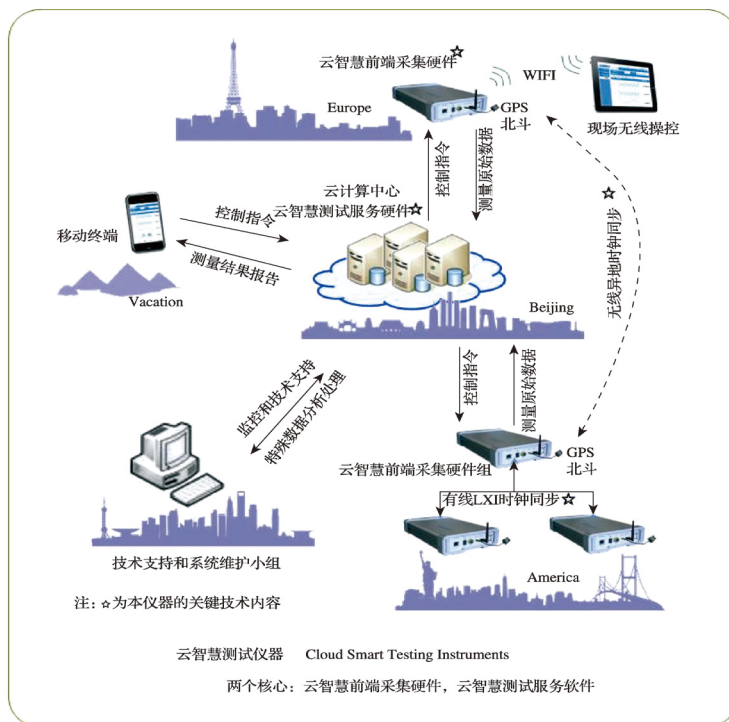 云智慧前端采集硬件☆
WIFI
Europe
GPS
北斗
现场无线操控
控制指令
测量原始数据
云计算中心
云智慧测试服务硬件☆
移动终端
控制指令
测量结果报告
Vacation
无线异地时钟同步☆
Beijing
控制指令
测量原始数据
监控和技术支持
特殊数据分析处理
云智慧前端采集硬件组
GPS
北斗
有线LXI时钟同步☆
技术支持和系统维护小组
America
注：☆为本仪器的关键技术内容
云智慧测试仪器 Cloud Smart Testing Instruments
两个核心：云智慧前端采集硬件，云智慧测试服务软件